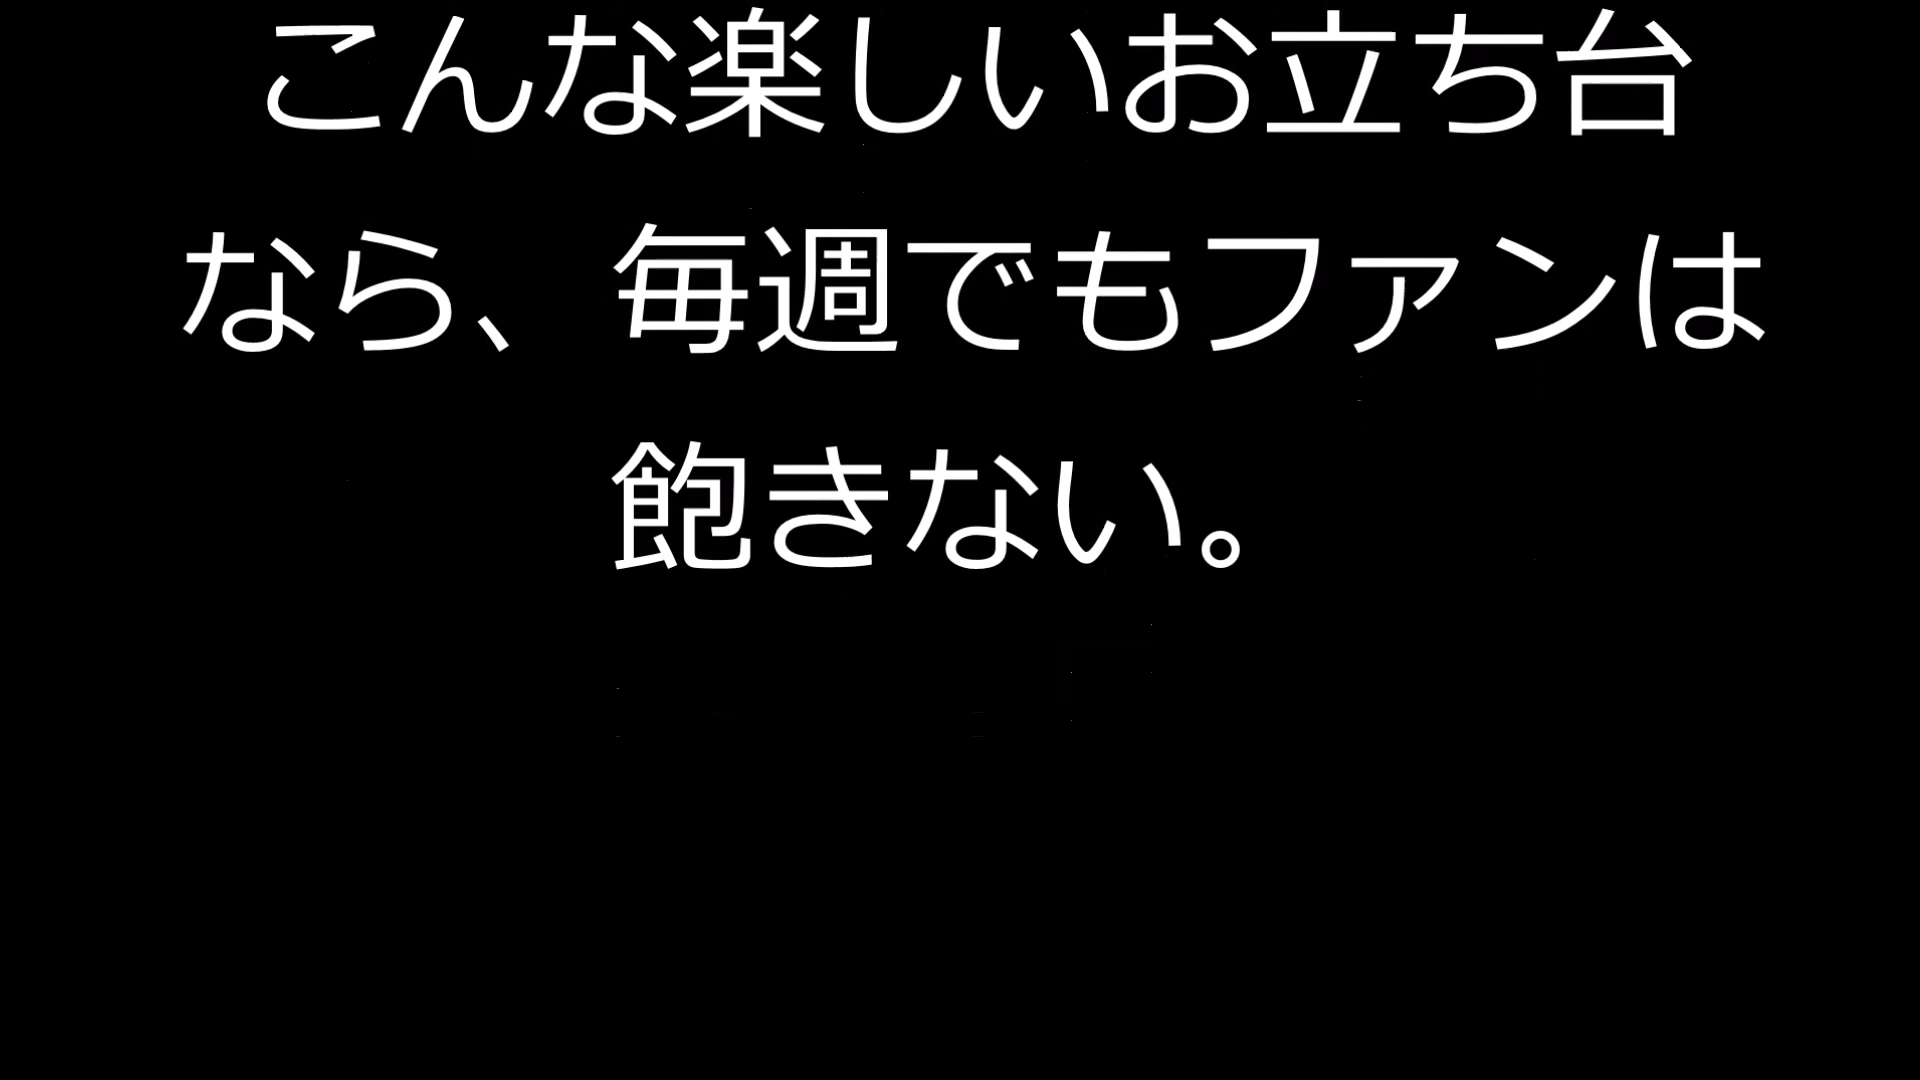 こんな楽しいお立ち台
なら、毎週でもファンは
飽きない。